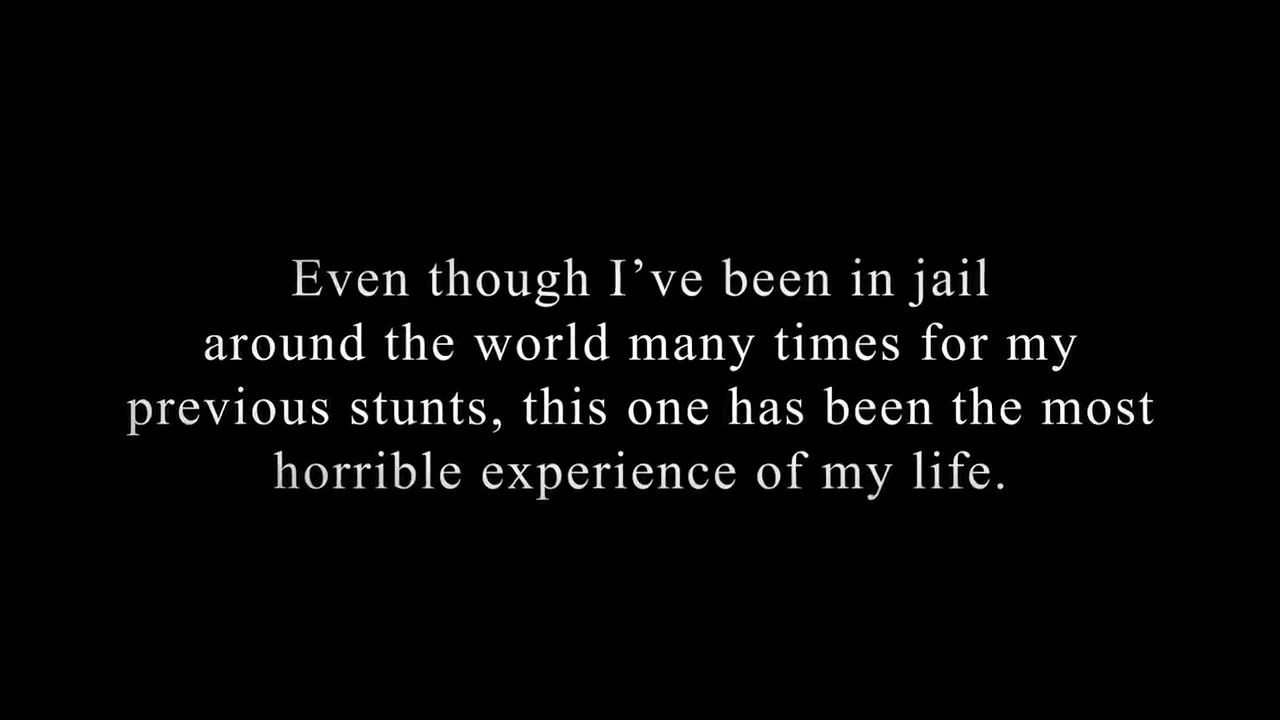 Even though I’ve been in jail
around the world many times for my
previous stunts, this one has been the most
horrible experience of my life.